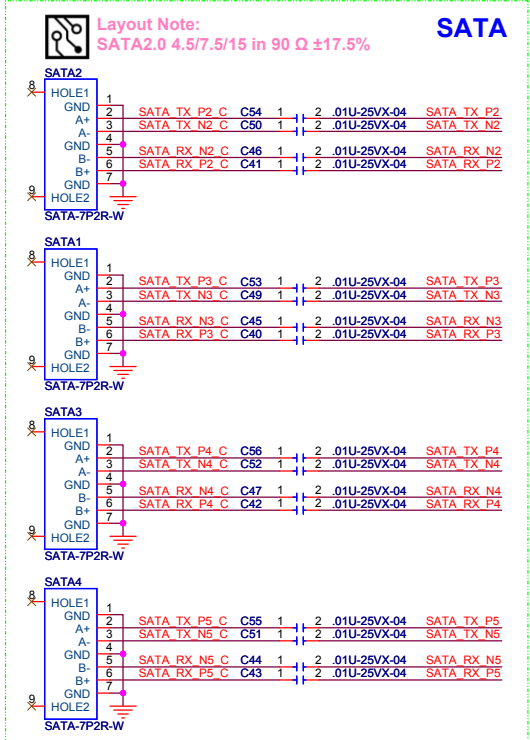 Layout Note:
SATA2.0 4.5/7.5/15 in 90 Ω ±17.5%
SATA
SATA2
8 HOLE1
GND 1
A+ 2 SATA_TX_P2_C C54 1 2 .01U-25VX-04 SATA_TX_P2
A- 3 SATA_TX_N2_C C50 1 2 .01U-25VX-04 SATA_TX_N2
GND 4
B- 5 SATA_RX_N2_C C46 1 2 .01U-25VX-04 SATA_RX_N2
B+ 6 SATA_RX_P2_C C41 1 2 .01U-25VX-04 SATA_RX_P2
GND 7
9 HOLE2
SATA-7P2R-W
SATA1
8 HOLE1
GND 1
A+ 2 SATA_TX_P3_C C53 1 2 .01U-25VX-04 SATA_TX_P3
A- 3 SATA_TX_N3_C C49 1 2 .01U-25VX-04 SATA_TX_N3
GND 4
B- 5 SATA_RX_N3_C C45 1 2 .01U-25VX-04 SATA_RX_N3
B+ 6 SATA_RX_P3_C C40 1 2 .01U-25VX-04 SATA_RX_P3
GND 7
9 HOLE2
SATA-7P2R-W
SATA3
8 HOLE1
GND 1
A+ 2 SATA_TX_P4_C C56 1 2 .01U-25VX-04 SATA_TX_P4
A- 3 SATA_TX_N4_C C52 1 2 .01U-25VX-04 SATA_TX_N4
GND 4
B- 5 SATA_RX_N4_C C47 1 2 .01U-25VX-04 SATA_RX_N4
B+ 6 SATA_RX_P4_C C42 1 2 .01U-25VX-04 SATA_RX_P4
GND 7
9 HOLE2
SATA-7P2R-W
SATA4
8 HOLE1
GND 1
A+ 2 SATA_TX_P5_C C55 1 2 .01U-25VX-04 SATA_TX_P5
A- 3 SATA_TX_N5_C C51 1 2 .01U-25VX-04 SATA_TX_N5
GND 4
B- 5 SATA_RX_N5_C C44 1 2 .01U-25VX-04 SATA_RX_N5
B+ 6 SATA_RX_P5_C C43 1 2 .01U-25VX-04 SATA_RX_P5
GND 7
9 HOLE2
SATA-7P2R-W